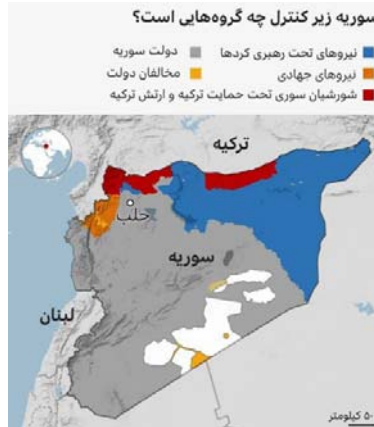 سوریه زیر کنترل چه گروه‌هایی است؟
نیروهای تحت رهبری کردها
دولت سوریه
نیروهای جهادی
مخالفان دولت
شورشیان سوری تحت حمایت ترکیه و ارتش ترکیه
ترکیه
حلب
سوریه
لبنان
۵۰ کیلومتر